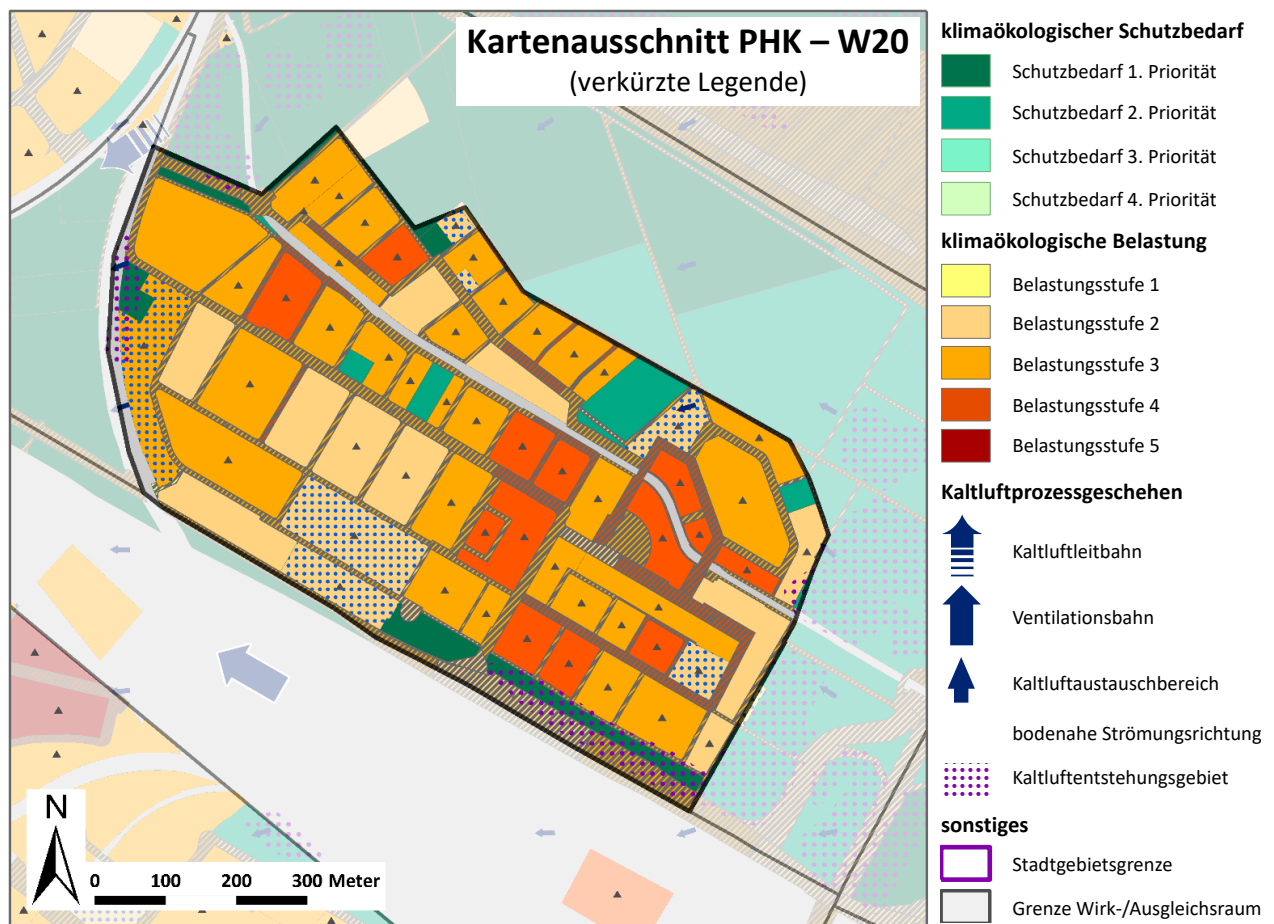 Kartenausschnitt PHK – W20
(verkürzte Legende)
klimaökologischer Schutzbedarf
Schutzbedarf 1. Priorität
Schutzbedarf 2. Priorität
Schutzbedarf 3. Priorität
Schutzbedarf 4. Priorität
klimaökologische Belastung
Belastungsstufe 1
Belastungsstufe 2
Belastungsstufe 3
Belastungsstufe 4
Belastungsstufe 5
Kaltluftprozessgeschehen
Kaltluftleitbahn
Ventilationsbahn
Kaltluftaustauschbereich
bodenahe Strömungsrichtung
Kaltluftentstehungsgebiet
sonstiges
Stadtgebietsgrenze
Grenze Wirk-/Ausgleichsraum
N
0 100 200 300 Meter